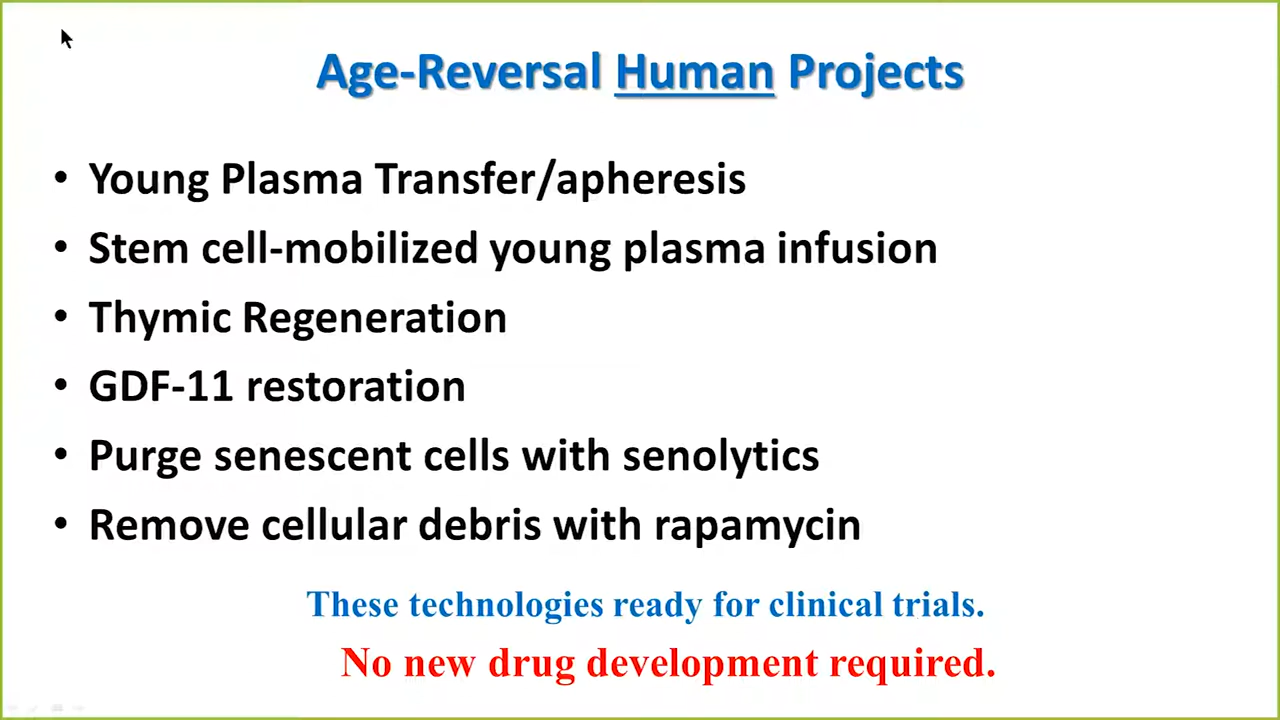 Age-Reversal Human Projects
• Young Plasma Transfer/apheresis
• Stem cell-mobilized young plasma infusion
• Thymic Regeneration
• GDF-11 restoration
• Purge senescent cells with senolytics
• Remove cellular debris with rapamycin
These technologies ready for clinical trials.
No new drug development required.